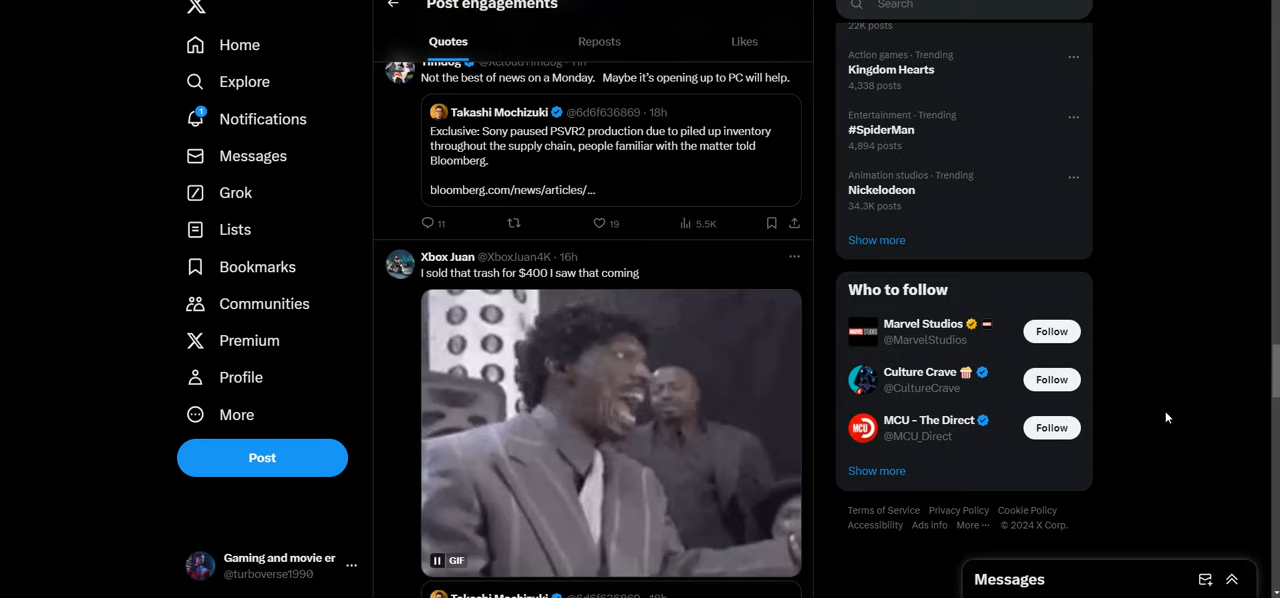 Home
Explore
1
Notifications
Messages
Grok
Lists
Bookmarks
Communities
Premium
Profile
More
Post
Gaming and movie er
@turboverse1990
Post engagements
Quotes
Reposts
Likes
Timdog @XcloudTimdog · 11h
Not the best of news on a Monday. Maybe it's opening up to PC will help.
Takashi Mochizuki @6d6f636869 · 18h
Exclusive: Sony paused PSVR2 production due to piled up inventory
throughout the supply chain, people familiar with the matter told
Bloomberg.
bloomberg.com/news/articles/...
11
19
5.5K
Xbox Juan @XboxJuan4K · 16h
I sold that trash for $400 I saw that coming
GIF
Takashi Mochizuki @6d6f636869 · 18h
Search
22K posts
Action games · Trending
Kingdom Hearts
4,338 posts
Entertainment · Trending
#SpiderMan
4,894 posts
Animation studios · Trending
Nickelodeon
34.3K posts
Show more
Who to follow
Marvel Studios
@MarvelStudios
Follow
Culture Crave
@CultureCrave
Follow
MCU - The Direct
@MCU_Direct
Follow
Show more
Terms of Service Privacy Policy Cookie Policy
Accessibility Ads info More ... © 2024 X Corp.
Messages